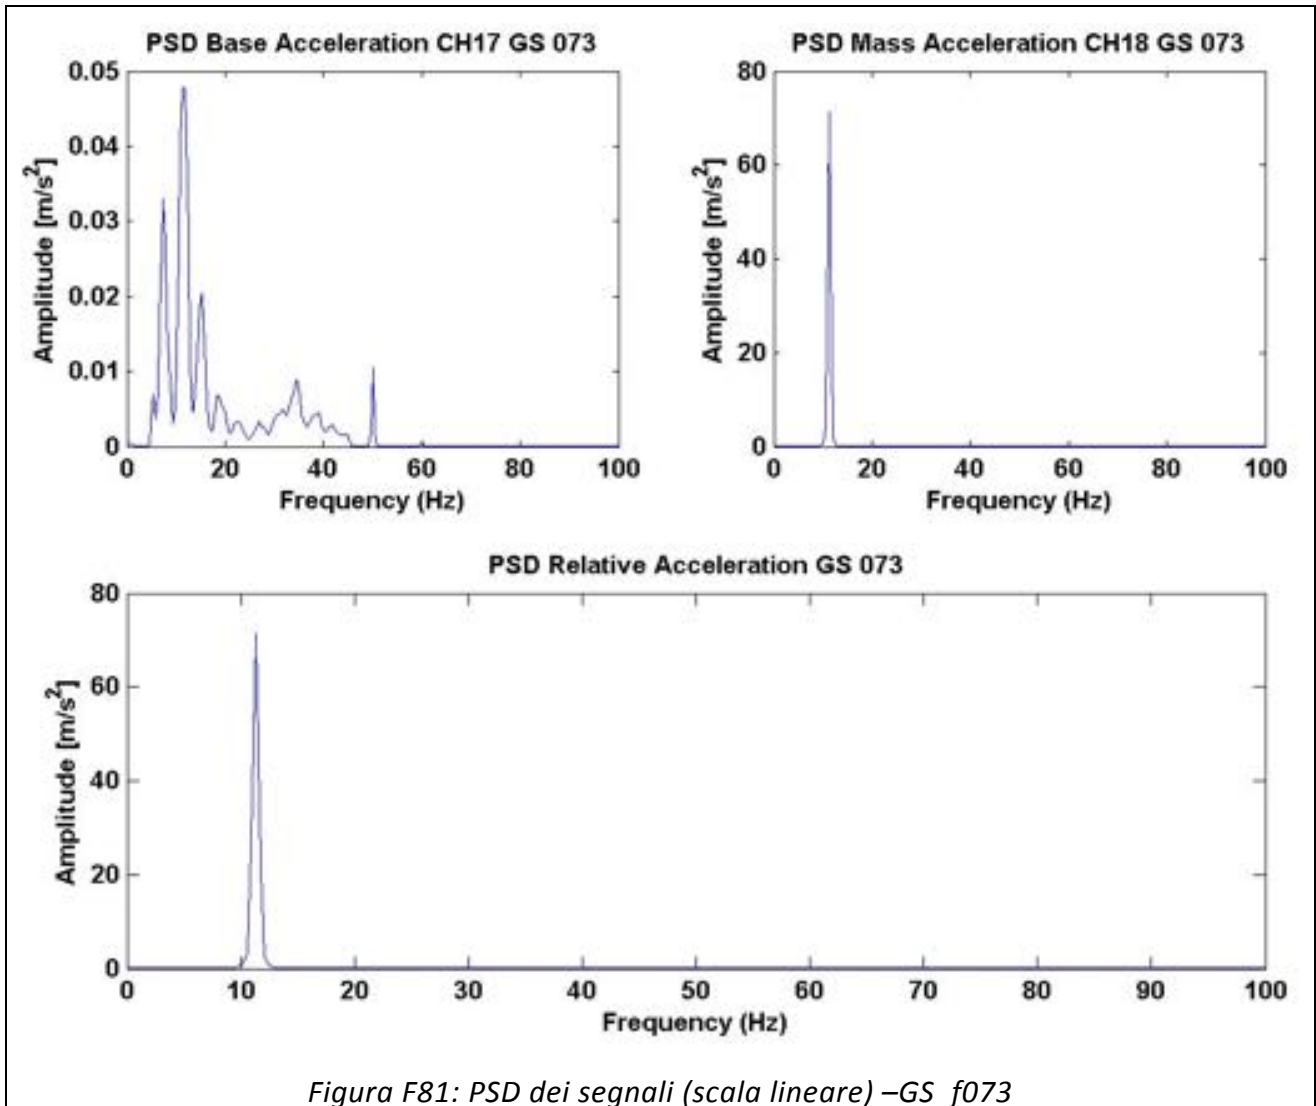 PSD Base Acceleration CH17 GS 073
0.05
0.04
0.03
0.02
0.01
0
Amplitude [m/s²]
0 20 40 60 80 100
Frequency (Hz)
PSD Mass Acceleration CH18 GS 073
80
60
40
20
0
Amplitude [m/s²]
0 20 40 60 80 100
Frequency (Hz)
PSD Relative Acceleration GS 073
80
60
40
20
0
Amplitude [m/s²]
0 10 20 30 40 50 60 70 80 90 100
Frequency (Hz)
Figura F81: PSD dei segnali (scala lineare) –GS_f073